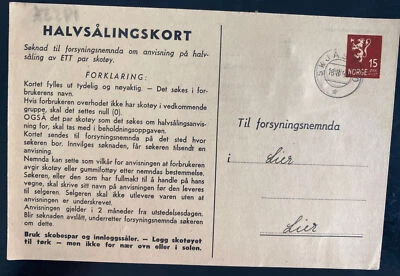 HALVSÅLINGSKORT
Søknad til forsyningsnemnda om anvisning på halv-
såling av ETT par skotøy.
FORKLARING:
Kortet fylles ut tydelig og nøyaktig. — Det søkes i for-
brukerens navn.
Hvis forbrukeren overhodet ikke har skotøy i vedkommende
gruppe, skal det settes null (0).
OGSÅ det par skotøy som det søkes om halvsålingsanvis-
ning for, skal tas med i beholdningsoppgaven.
Kortet sendes til forsyningsnemnda på det sted hvor
søkeren bor. Innvilges søknaden, får søkeren tilsendt en
anvisning.
Nemnda kan sette vilkår for anvisningen at forbrukeren
avgir skotøy eller gummilofottøy etter nemndas bestemmelse.
Søkeren, eller den som har fullmakt til å handle på hans
vegne, skal skrive sitt navn på anvisningen før den leveres
til selgeren. Selgeren skal ikke utlevere varen uten at
anvisningen er underskrevet.
Anvisningen gjelder i 2 måneder fra utstedelsesdagen.
Blir søknaden avslått, underretter forsyningsnemnda søkeren
om dette.
Bruk skobespar og innleggssåler. — Legg skotøyet
til tørk — men ikke for nær ovn eller i solen.
NORGE
15
Til forsyningsnemnda
i Lier
Lier